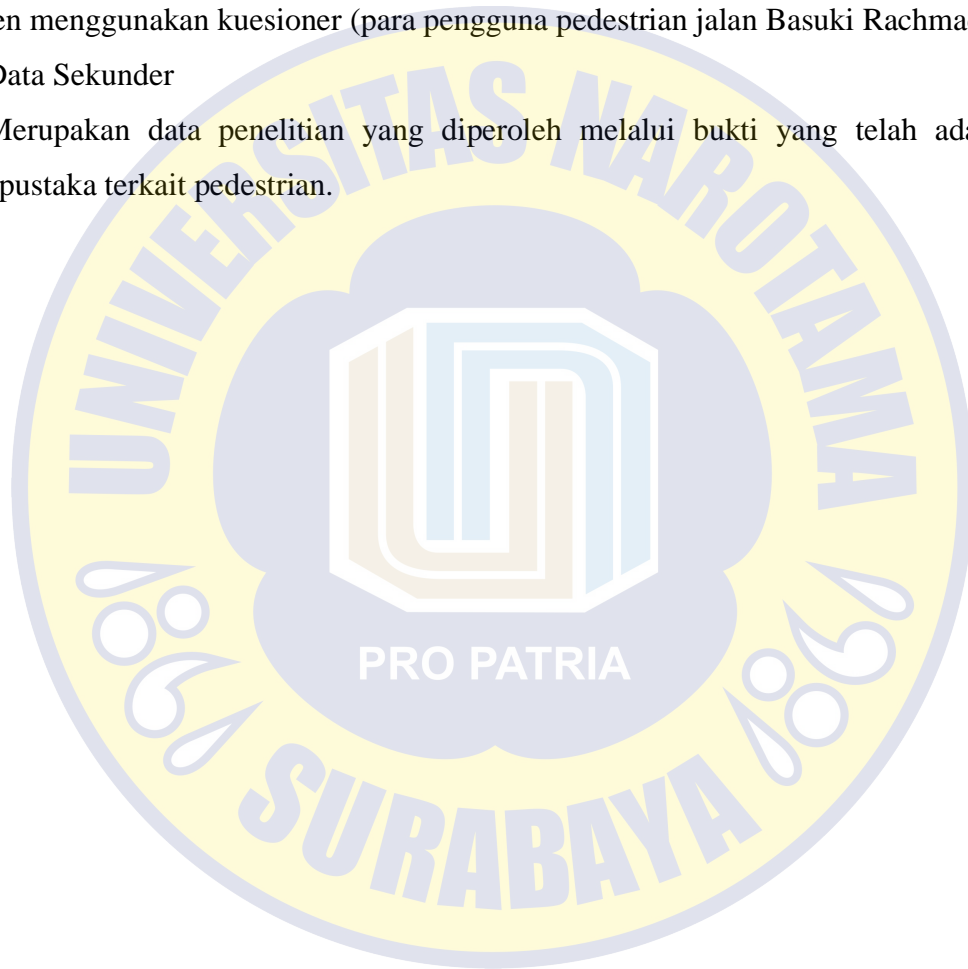 en menggunakan kuesioner (para pengguna pedestrian jalan Basuki Rachma
Data Sekunder
Merupakan data penelitian yang diperoleh melalui bukti yang telah ada
pustaka terkait pedestrian.
UNIVERSITAS NAROTAMA
PRO PATRIA
SURABAYA